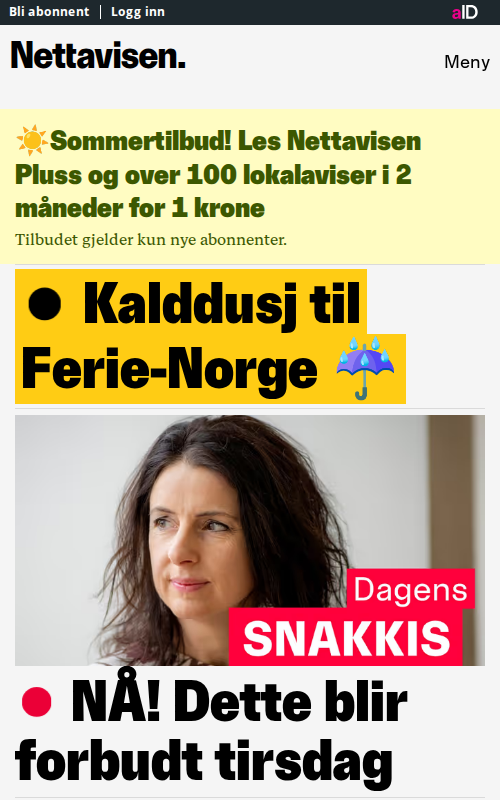 Bli abonnent | Logg inn
aID
Nettavisen.
Meny
☀️Sommertilbud! Les Nettavisen
Pluss og over 100 lokalaviser i 2
måneder for 1 krone
Tilbudet gjelder kun nye abonnenter.
● Kalddusj til
Ferie-Norge ☔
Dagens
SNAKKIS
● NÅ! Dette blir
forbudt tirsdag